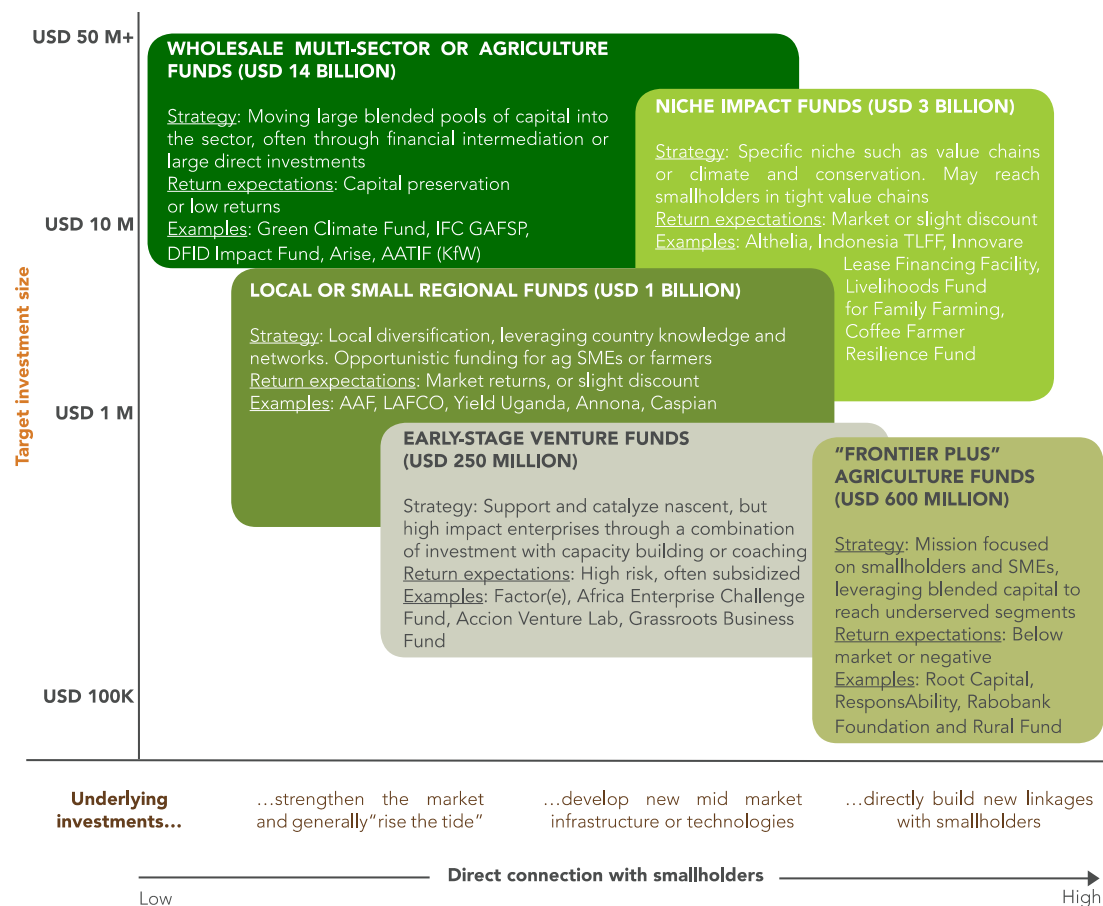 USD 50 M+
USD 10 M
USD 1 M
USD 100K
Target investment size
WHOLESALE MULTI-SECTOR OR AGRICULTURE
FUNDS (USD 14 BILLION)
Strategy: Moving large blended pools of capital into
the sector, often through financial intermediation or
large direct investments
Return expectations: Capital preservation
or low returns
Examples: Green Climate Fund, IFC GAFSP,
DFID Impact Fund, Arise, AATIF (KfW)
NICHE IMPACT FUNDS (USD 3 BILLION)
Strategy: Specific niche such as value chains
or climate and conservation. May reach
smallholders in tight value chains
Return expectations: Market or slight discount
Examples: Althelia, Indonesia TLFF, Innovare
Lease Financing Facility,
Livelihoods Fund
for Family Farming,
Coffee Farmer
Resilience Fund
LOCAL OR SMALL REGIONAL FUNDS (USD 1 BILLION)
Strategy: Local diversification, leveraging country knowledge and
networks. Opportunistic funding for ag SMEs or farmers
Return expectations: Market returns, or slight discount
Examples: AAF, LAFCO, Yield Uganda, Annona, Caspian
EARLY-STAGE VENTURE FUNDS
(USD 250 MILLION)
Strategy: Support and catalyze nascent, but
high impact enterprises through a combination
of investment with capacity building or coaching
Return expectations: High risk, often subsidized
Examples: Factor(e), Africa Enterprise Challenge
Fund, Accion Venture Lab, Grassroots Business
Fund
"FRONTIER PLUS"
AGRICULTURE FUNDS
(USD 600 MILLION)
Strategy: Mission focused
on smallholders and SMEs,
leveraging blended capital to
reach underserved segments
Return expectations: Below
market or negative
Examples: Root Capital,
ResponsAbility, Rabobank
Foundation and Rural Fund
Underlying
investments…
…strengthen the market
and generally"rise the tide"
…develop new mid market
infrastructure or technologies
…directly build new linkages
with smallholders
Direct connection with smallholders
Low
High